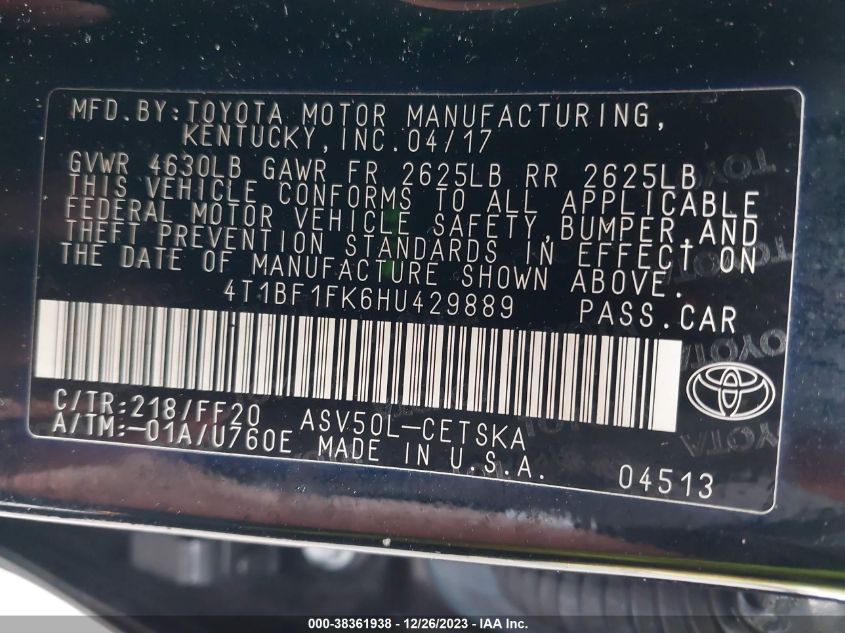 MFD.BY:TOYOTA MOTOR MANUFACTURING,
KENTUCKY,INC.04/17
GVWR 4630LB GAWR FR 2625LB RR 2625LB
THIS VEHICLE CONFORMS TO ALL APPLICABLE
FEDERAL MOTOR VEHICLE SAFETY,BUMPER,AND
THEFT PREVENTION STANDARDS IN EFFECT ON
THE DATE OF MANUFACTURE SHOWN ABOVE.
4T1BF1FK6HU429889 PASS.CAR
C/TR:218/FF20 ASV50L-CETSKA
A/TM:-01A/U760E MADE IN U.S.A.
04513
000-38361938 - 12/26/2023 - IAA Inc.